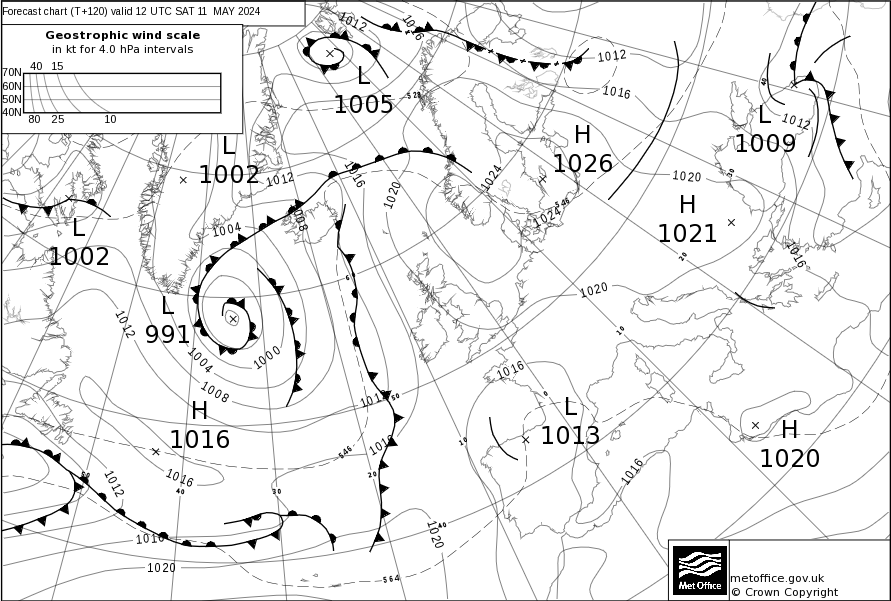 Forecast chart (T+120) valid 12 UTC SAT 11 MAY 2024
Geostrophic wind scale
in kt for 4.0 hPa intervals
40 15
70N
60N
50N
40N
80 25 10
1012
1016
L
1005
528
1012
1016
L
1009
1012
H
1026
L
1002
1012
1016
1020
1024
1024
546
1020
30
40
H
1021
20
1016
L
1002
1004
1008
L
991
1012
1004
1000
1008
1020
10
0
1016
H
1016
1012
50
1016
546
L
1013
10
H
1020
1016
1012
1016
50
40
30
20
40
1020
1016
1020
564
Met Office
metoffice.gov.uk
© Crown Copyright